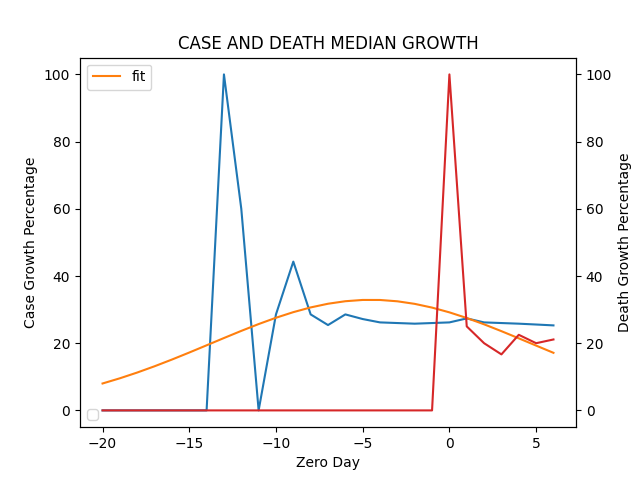 CASE AND DEATH MEDIAN GROWTH
fit
Case Growth Percentage
100
80
60
40
20
0
100
80
60
40
20
0
Death Growth Percentage
−20 −15 −10 −5 0 5
Zero Day